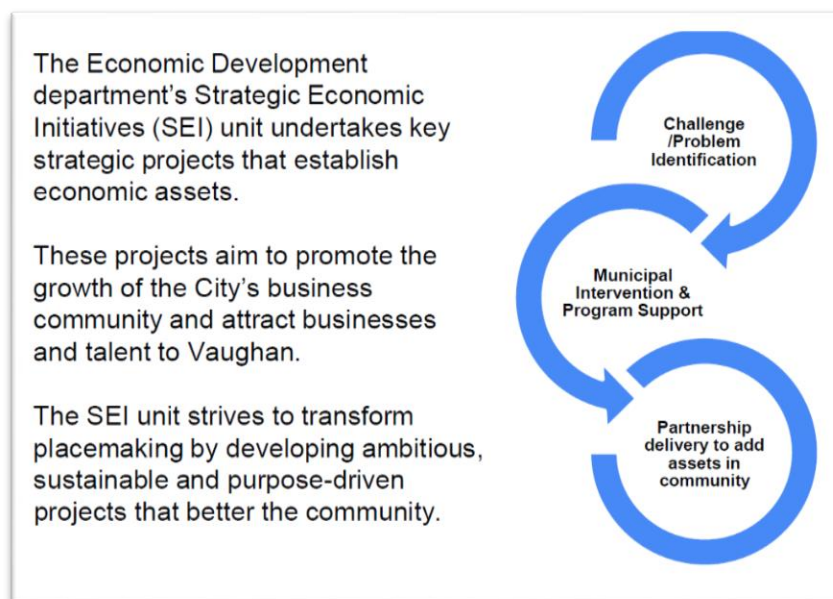 The Economic Development
department's Strategic Economic
Initiatives (SEI) unit undertakes key
strategic projects that establish
economic assets.
These projects aim to promote the
growth of the City's business
community and attract businesses
and talent to Vaughan.
The SEI unit strives to transform
placemaking by developing ambitious,
sustainable and purpose-driven
projects that better the community.
Challenge
/Problem
Identification
Municipal
Intervention &
Program Support
Partnership
delivery to add
assets in
community